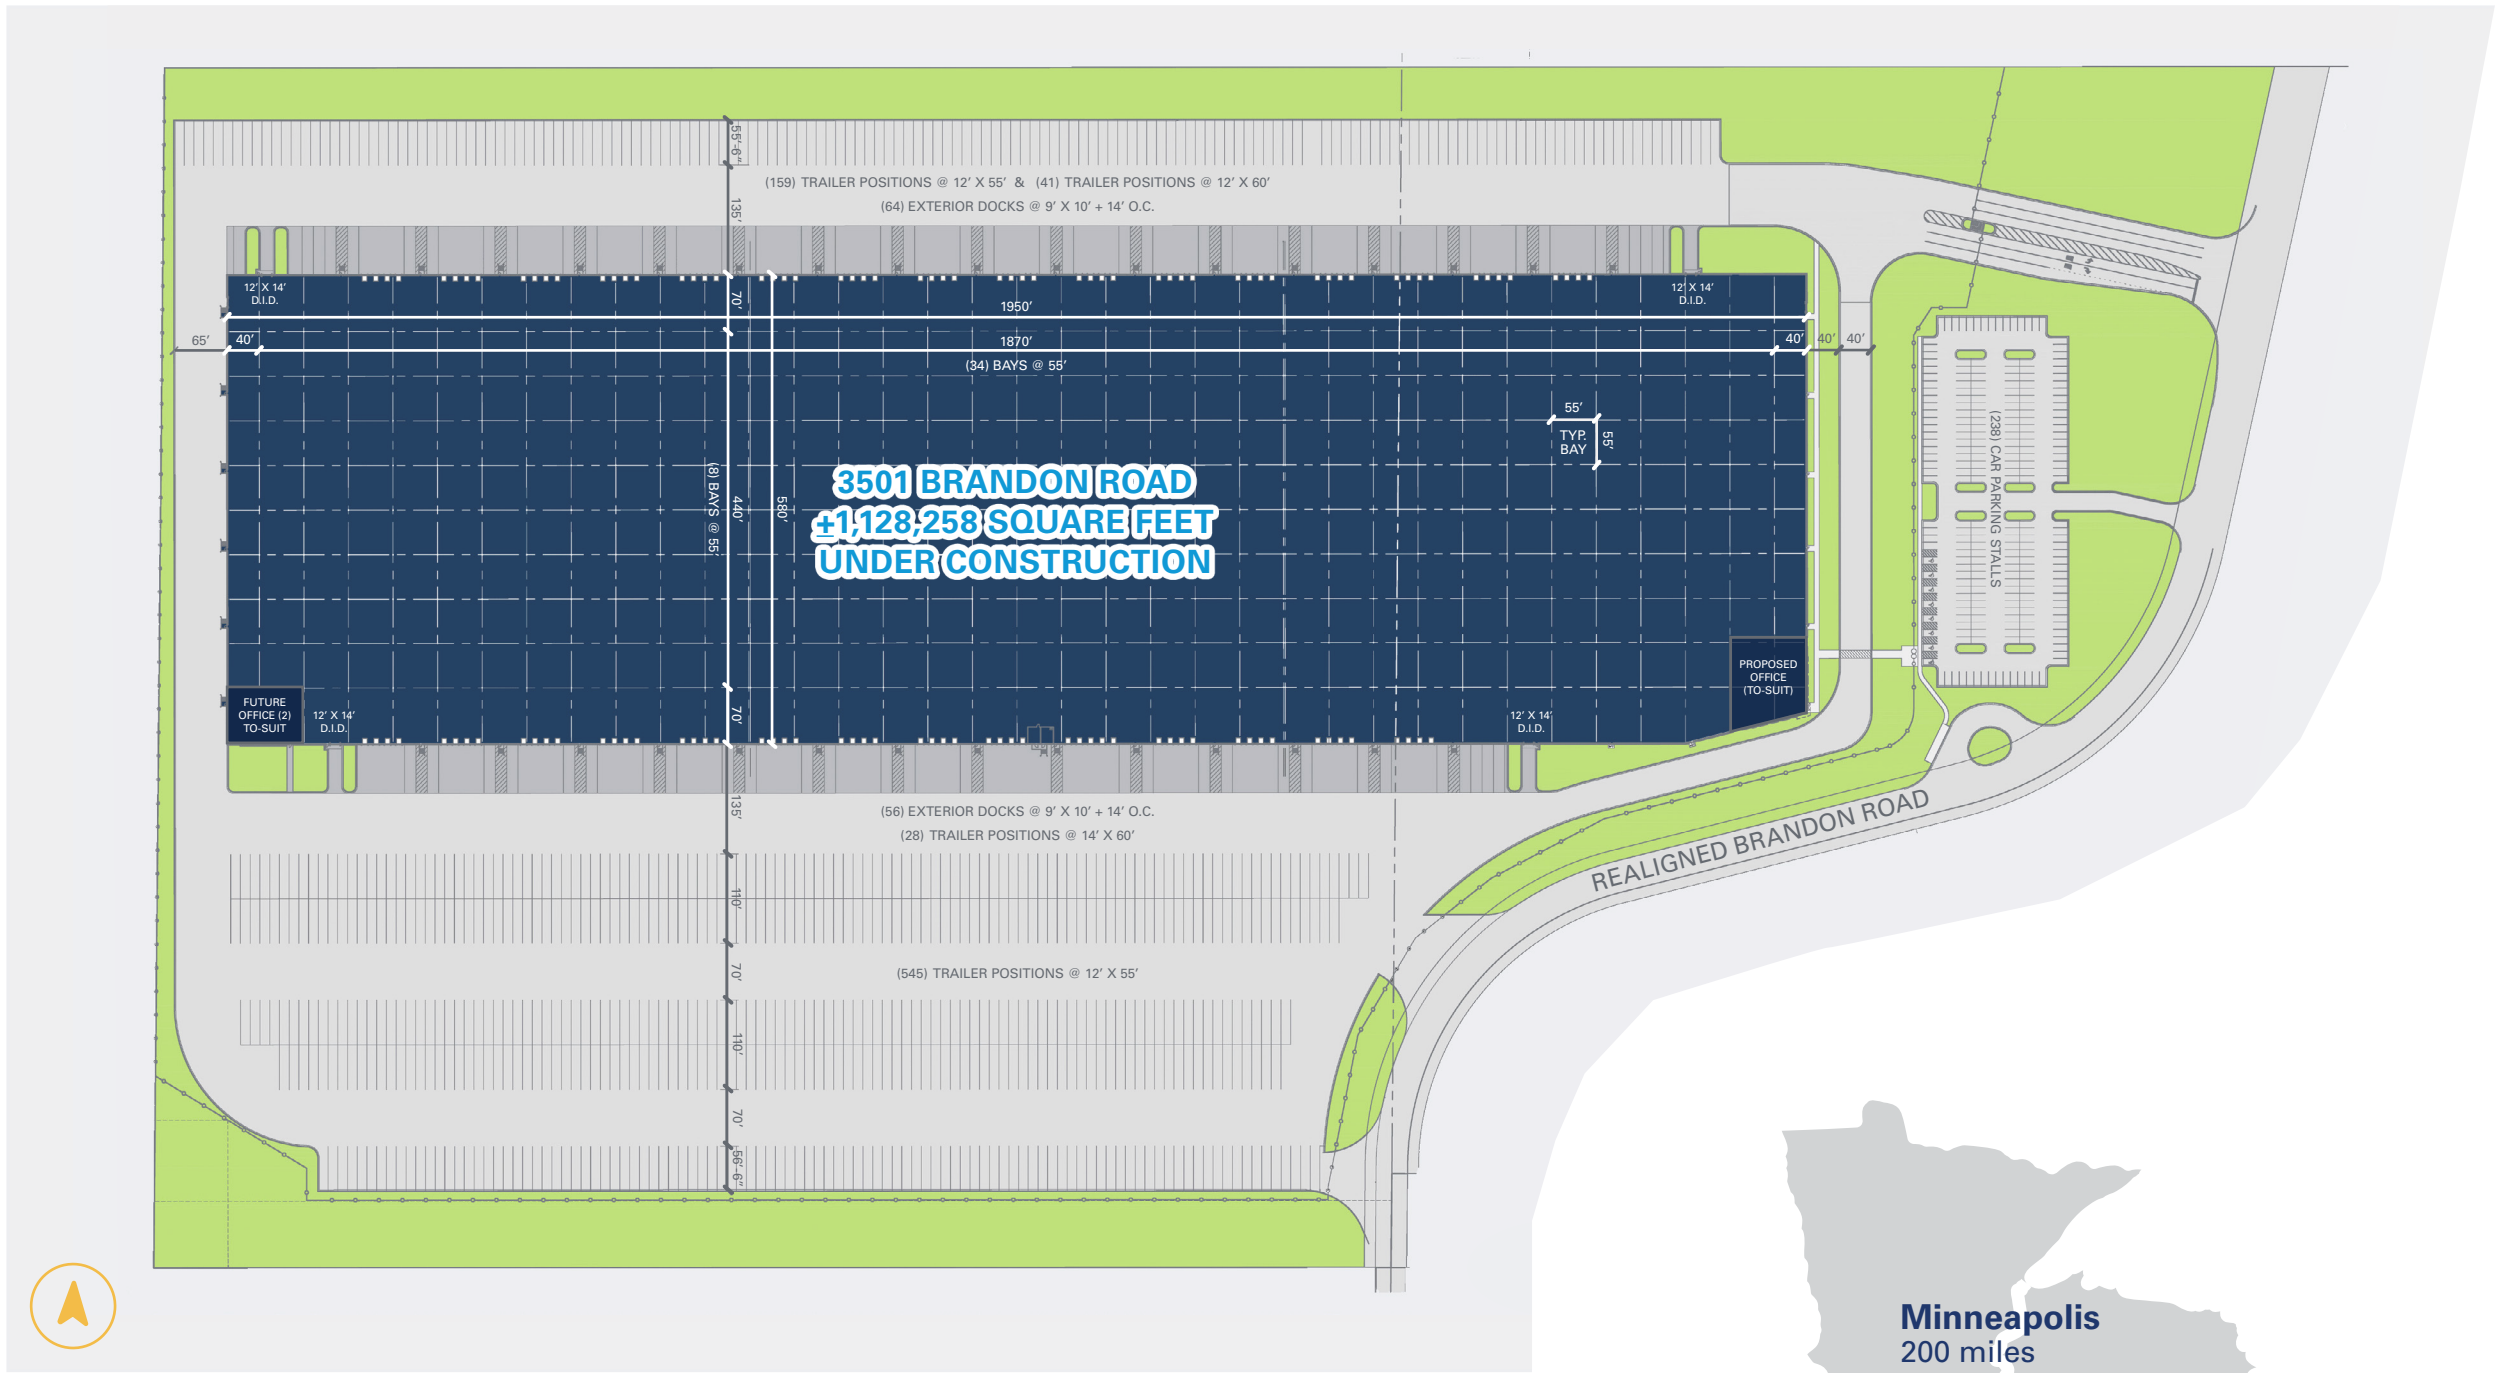 55'-6"
(159) TRAILER POSITIONS @ 12' X 55' & (41) TRAILER POSITIONS @ 12' X 60'
135'
(64) EXTERIOR DOCKS @ 9' X 10' + 14' O.C.
12' X 14'
D.I.D.
12' X 14'
D.I.D.
70'
1950'
65'
40'
1870'
40'
40'
40'
(34) BAYS @ 55'
55'
TYP.
BAY
55'
(8) BAYS @ 55'
440'
580'
3501 BRANDON ROAD
±1,128,258 SQUARE FEET
UNDER CONSTRUCTION
(238) CAR PARKING STALLS
PROPOSED
OFFICE
(TO-SUIT)
FUTURE
OFFICE (2)
TO-SUIT
12' X 14'
D.I.D.
70'
12' X 14'
D.I.D.
135'
(56) EXTERIOR DOCKS @ 9' X 10' + 14' O.C.
(28) TRAILER POSITIONS @ 14' X 60'
REALIGNED BRANDON ROAD
110'
70'
(545) TRAILER POSITIONS @ 12' X 55'
110'
70'
56'-6"
Minneapolis
200 miles